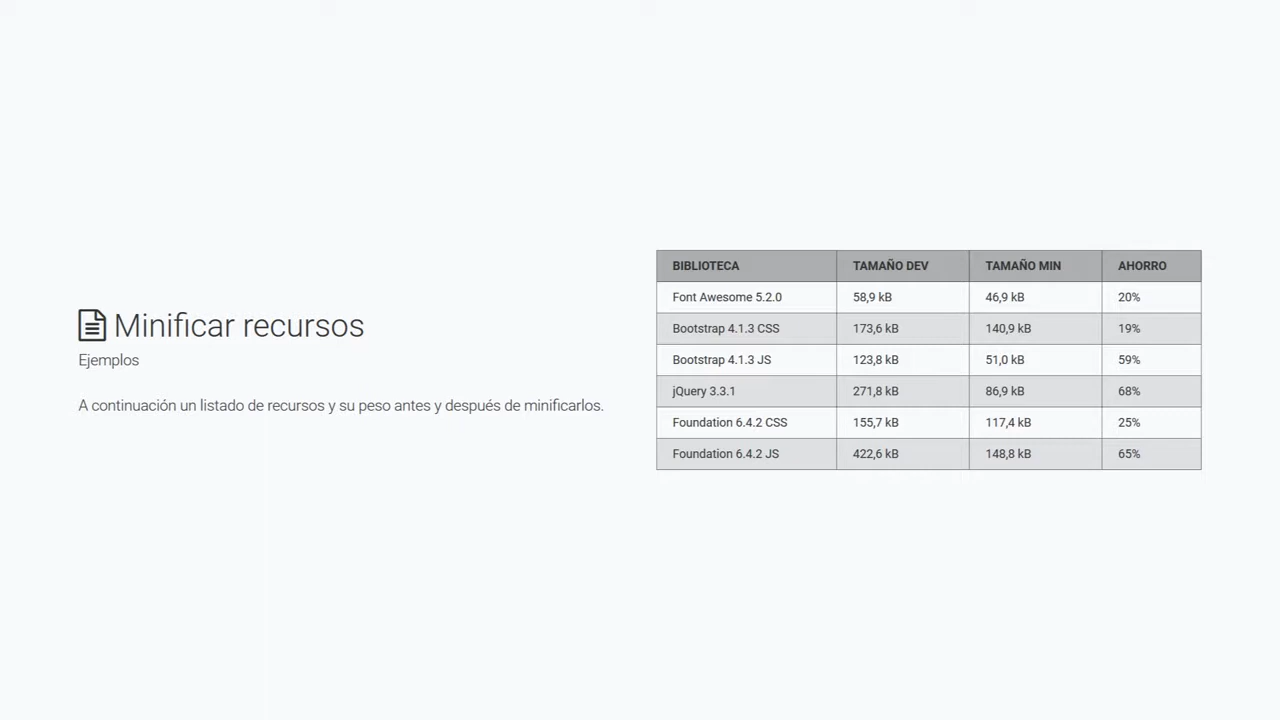 Minificar recursos
Ejemplos
A continuación un listado de recursos y su peso antes y después de minificarlos.
BIBLIOTECA TAMAÑO DEV TAMAÑO MIN AHORRO
Font Awesome 5.2.0 58,9 kB 46,9 kB 20%
Bootstrap 4.1.3 CSS 173,6 kB 140,9 kB 19%
Bootstrap 4.1.3 JS 123,8 kB 51,0 kB 59%
jQuery 3.3.1 271,8 kB 86,9 kB 68%
Foundation 6.4.2 CSS 155,7 kB 117,4 kB 25%
Foundation 6.4.2 JS 422,6 kB 148,8 kB 65%